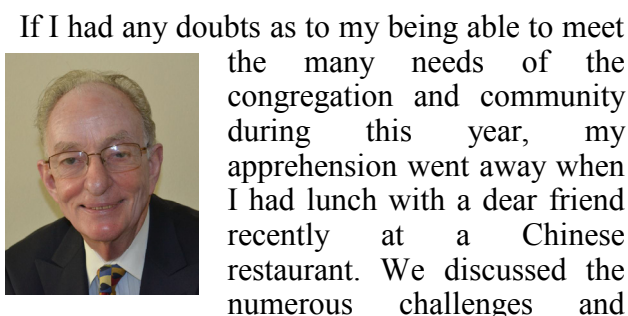 If I had any doubts as to my being able to meet
the many needs of the
congregation and community
during this year, my
apprehension went away when
I had lunch with a dear friend
recently at a Chinese
restaurant. We discussed the
numerous challenges and